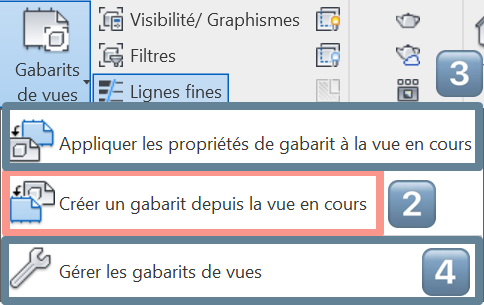 Visibilité/ Graphismes
Filtres
Gabarits
de vues
Lignes fines
3
Appliquer les propriétés de gabarit à la vue en cours
Créer un gabarit depuis la vue en cours
2
Gérer les gabarits de vues
4